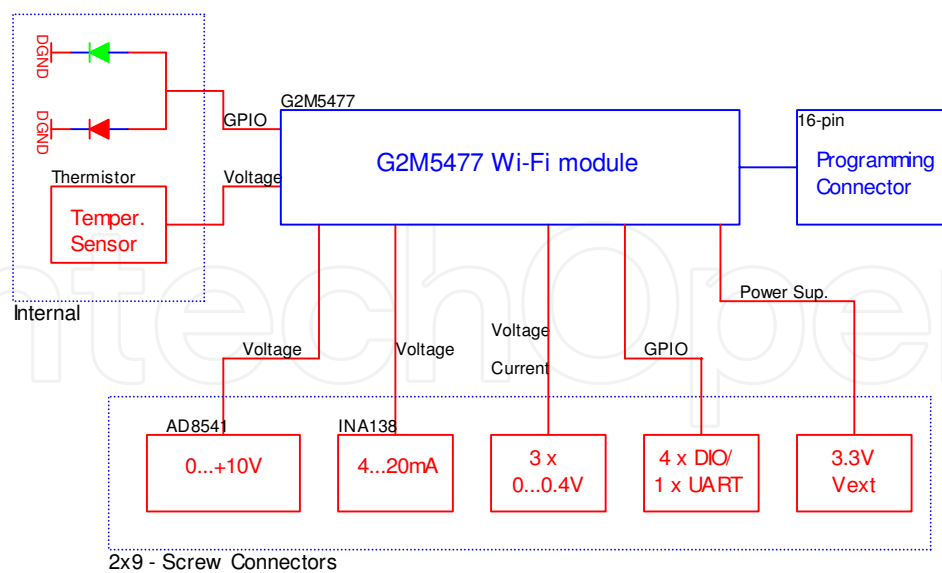 DGND
DGND
G2M5477
GPIO
G2M5477 Wi-Fi module
16-pin
Programming
Connector
Thermistor
Voltage
Temper.
Sensor
Internal
Power Sup.
Voltage
Voltage
Voltage
Current
GPIO
AD8541
0...+10V
INA138
4...20mA
3 x
0...0.4V
4 x DIO/
1 x UART
3.3V
Vext
2x9 - Screw Connectors
ntechOpen